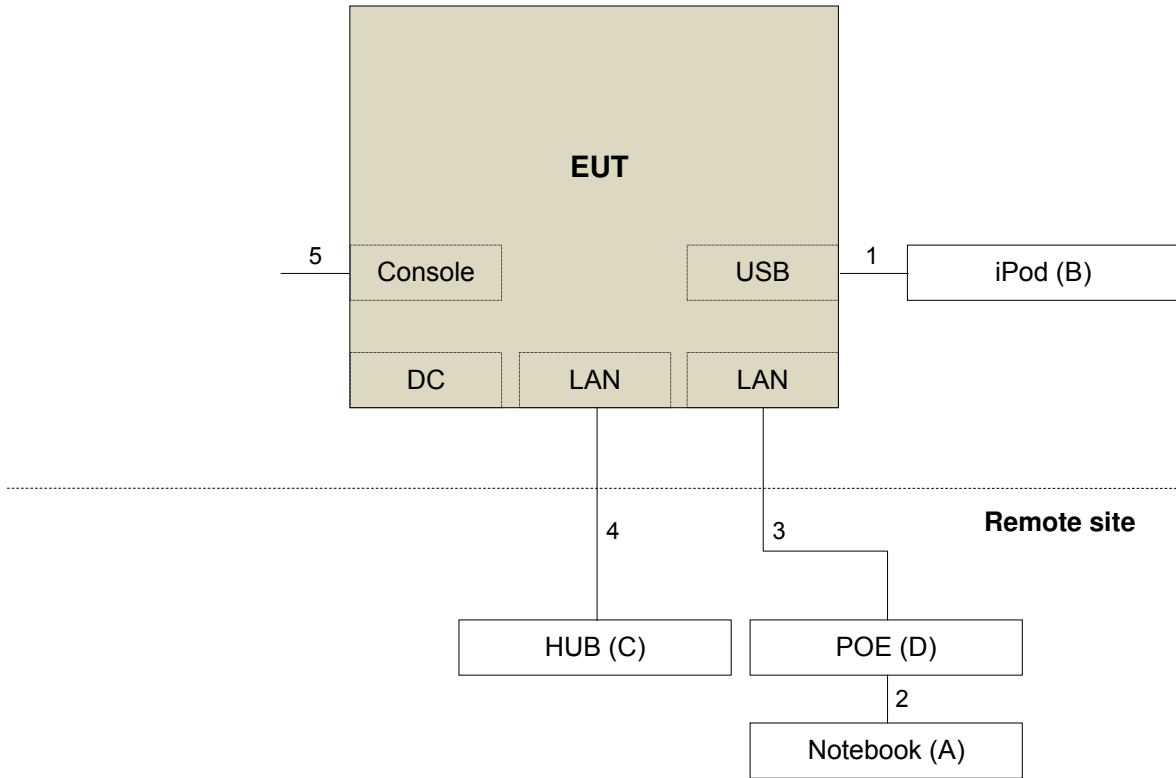 EUT
5
Console
USB
1
iPod (B)
DC
LAN
LAN
Remote site
4
3
HUB (C)
POE (D)
2
Notebook (A)